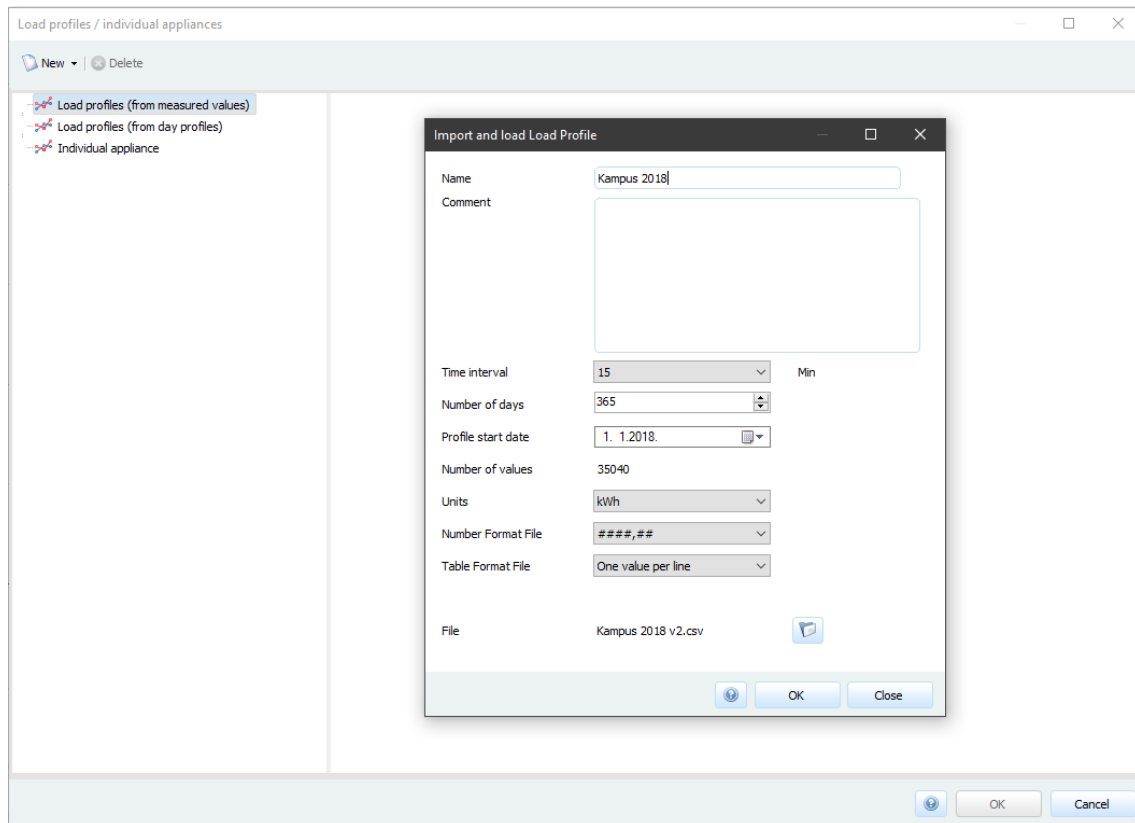 Load profiles / individual appliances
New Delete
Load profiles (from measured values)
Load profiles (from day profiles)
Individual appliance
Import and load Load Profile
Name Kampus 2018
Comment
Time interval 15 Min
Number of days 365
Profile start date 1. 1.2018.
Number of values 35040
Units kWh
Number Format File ####,##
Table Format File One value per line
File Kampus 2018 v2.csv
OK Close
OK Cancel